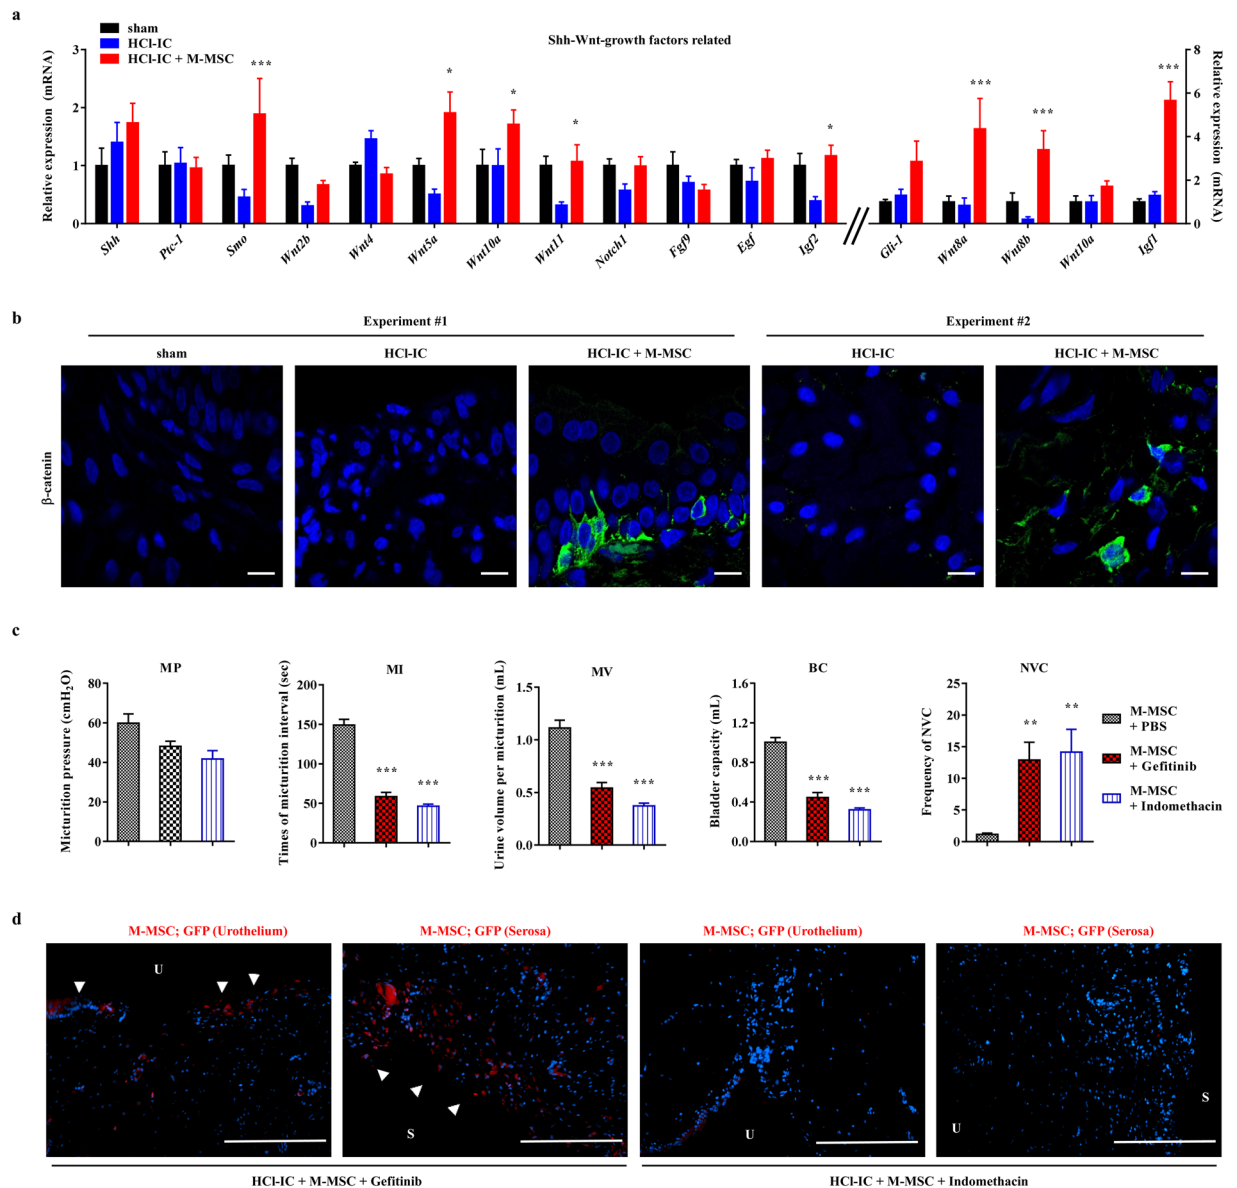 a
sham
HCl-IC
HCl-IC + M-MSC
Shh-Wnt-growth factors related
Relative expression (mRNA)
3
2
1
0
8
6
4
2
0
Relative expression (mRNA)
*** * * * * *** *** ***
Shh Ptc-1 Smo Wnt2b Wnt4 Wnt5a Wnt10a Wnt11 Notch1 Fgf9 Egf Igf2 Gli-1 Wnt8a Wnt8b Wnt10a Igf1
b
Experiment #1 Experiment #2
sham HCl-IC HCl-IC + M-MSC HCl-IC HCl-IC + M-MSC
β-catenin
c
MP
Micturition pressure (cmH₂O)
80
60
40
20
0
MI
Times of micturition interval (sec)
200
150
100
50
0
*** ***
MV
Urine volume per micturition (mL)
1.5
1.0
0.5
0.0
*** ***
BC
Bladder capacity (mL)
1.6
1.2
0.8
0.4
0.0
*** ***
NVC
Frequency of NVC
25
20
15
10
5
0
** **
M-MSC
+ PBS
M-MSC
+ Gefitinib
M-MSC
+ Indomethacin
d
M-MSC; GFP (Urothelium) M-MSC; GFP (Serosa) M-MSC; GFP (Urothelium) M-MSC; GFP (Serosa)
U
S
U
U
S
HCl-IC + M-MSC + Gefitinib HCl-IC + M-MSC + Indomethacin